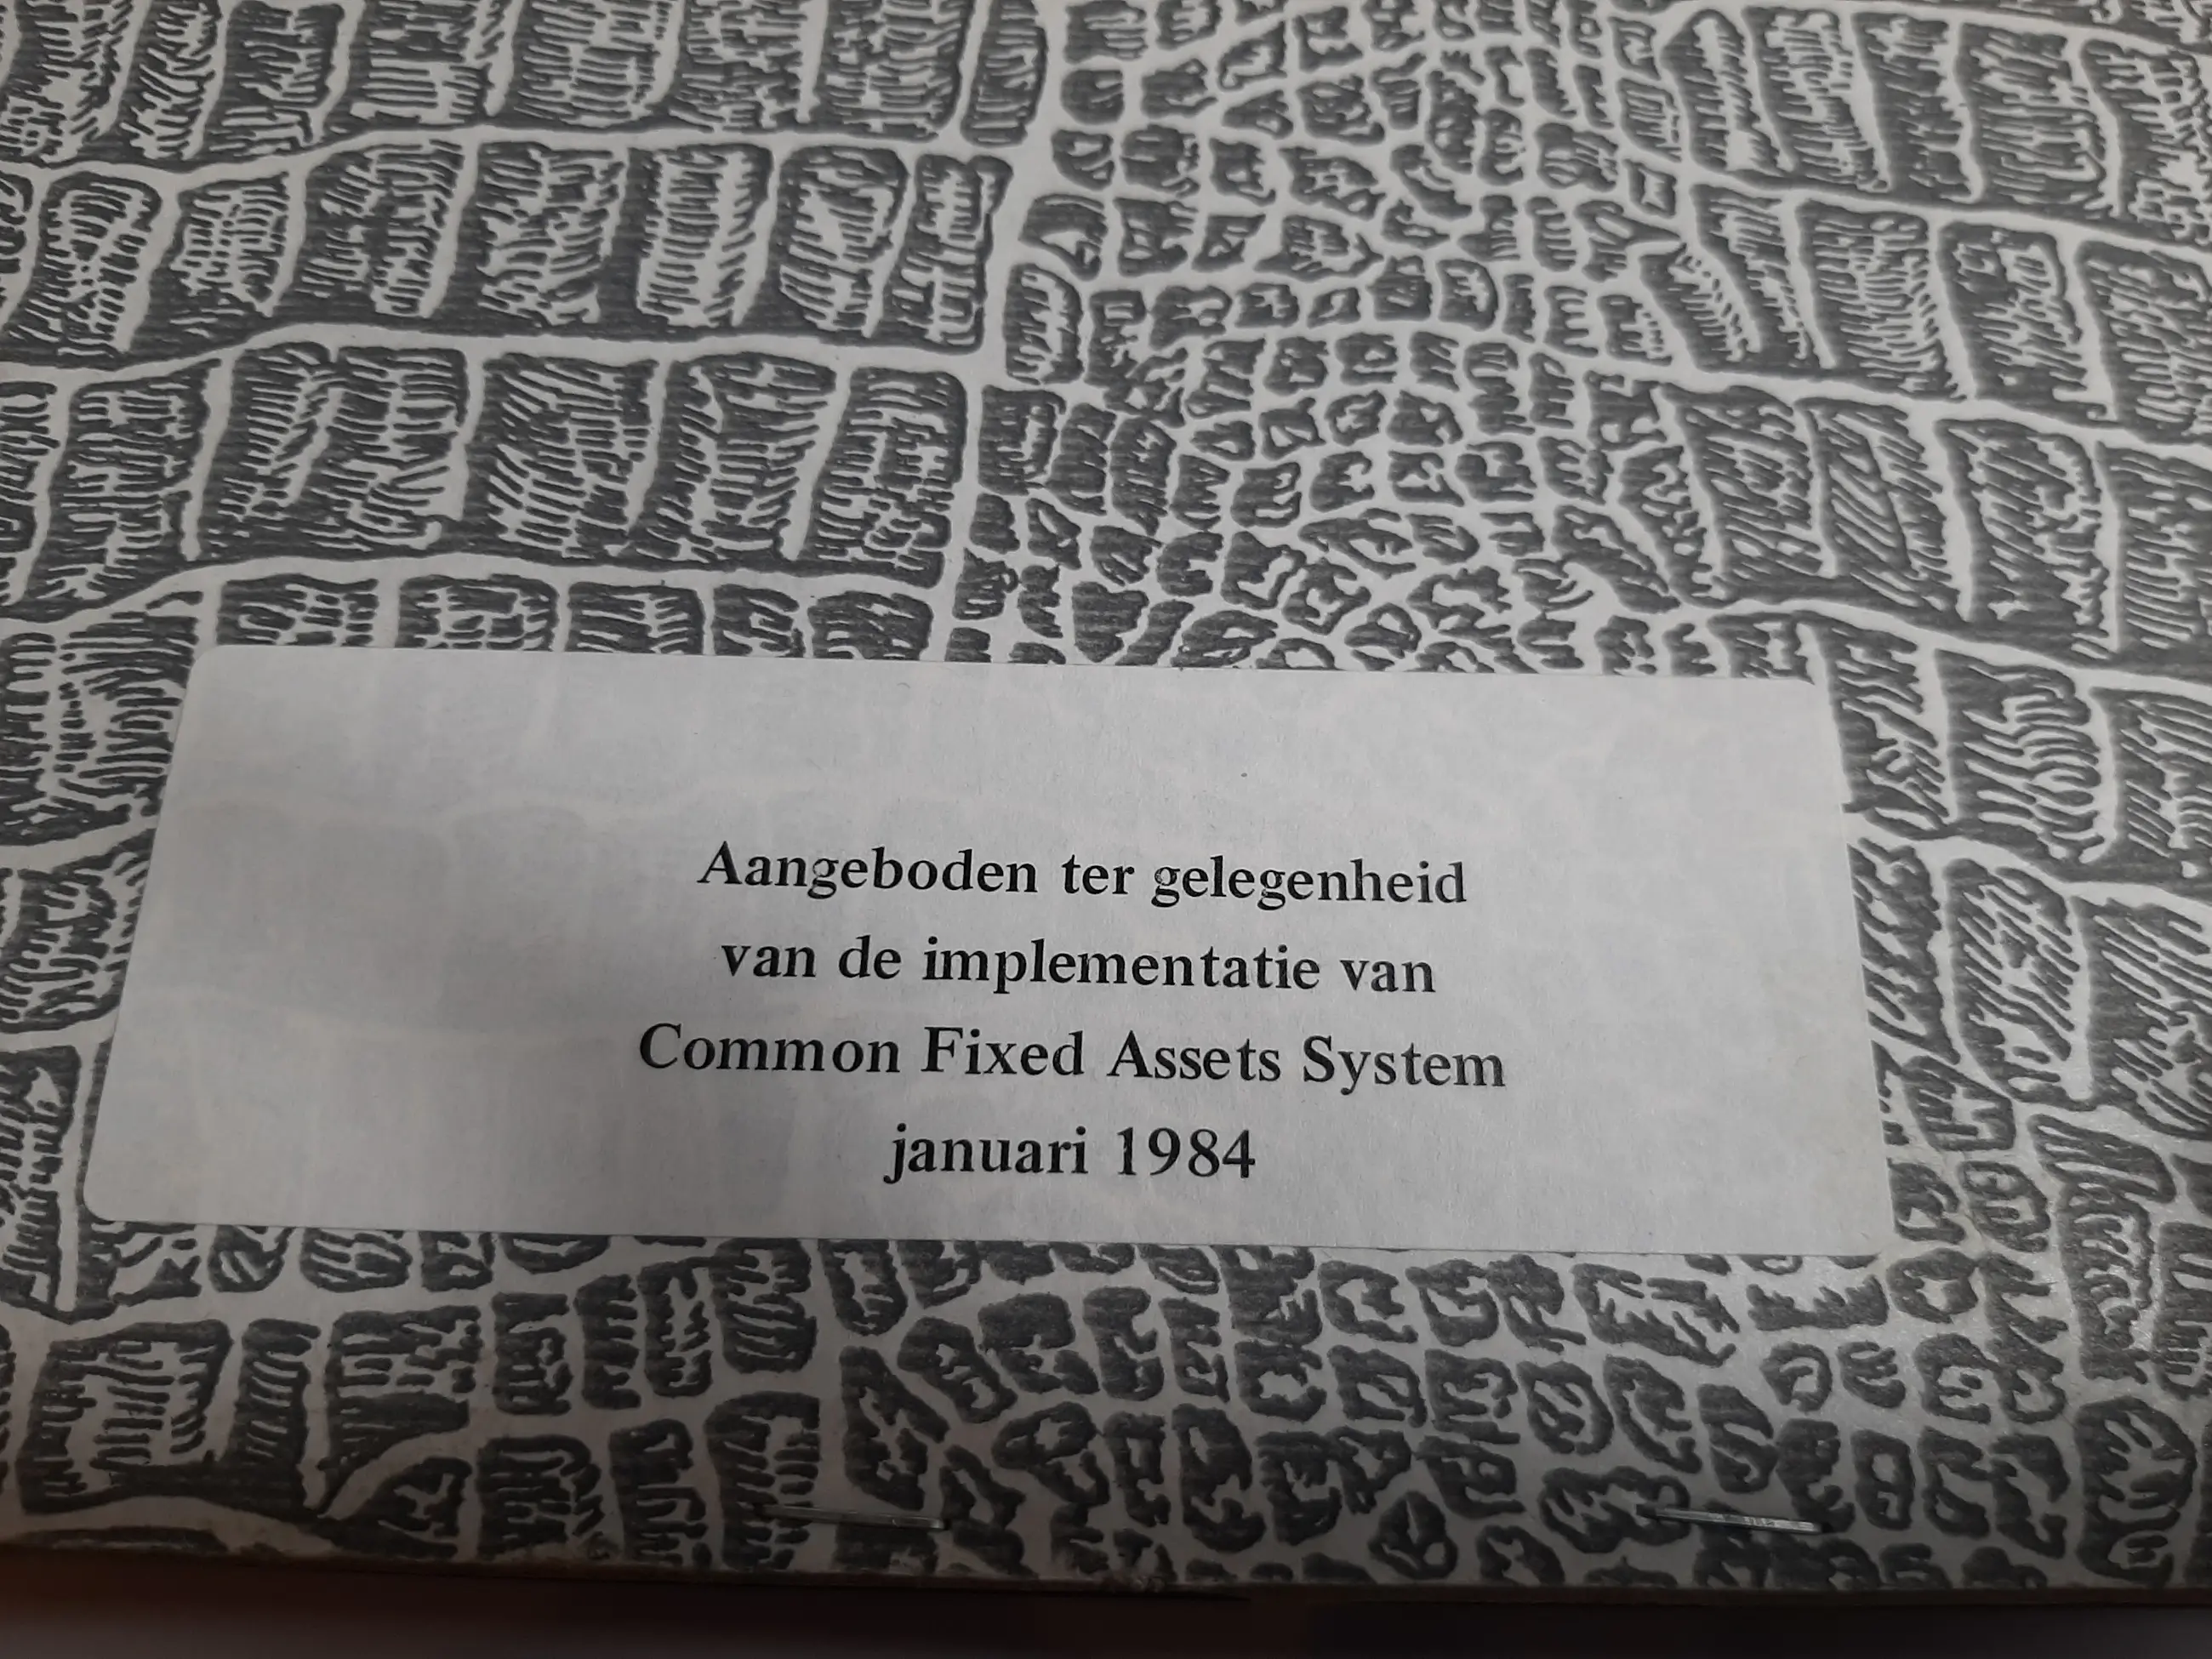 Aangeboden ter gelegenheid
van de implementatie van
Common Fixed Assets System
januari 1984